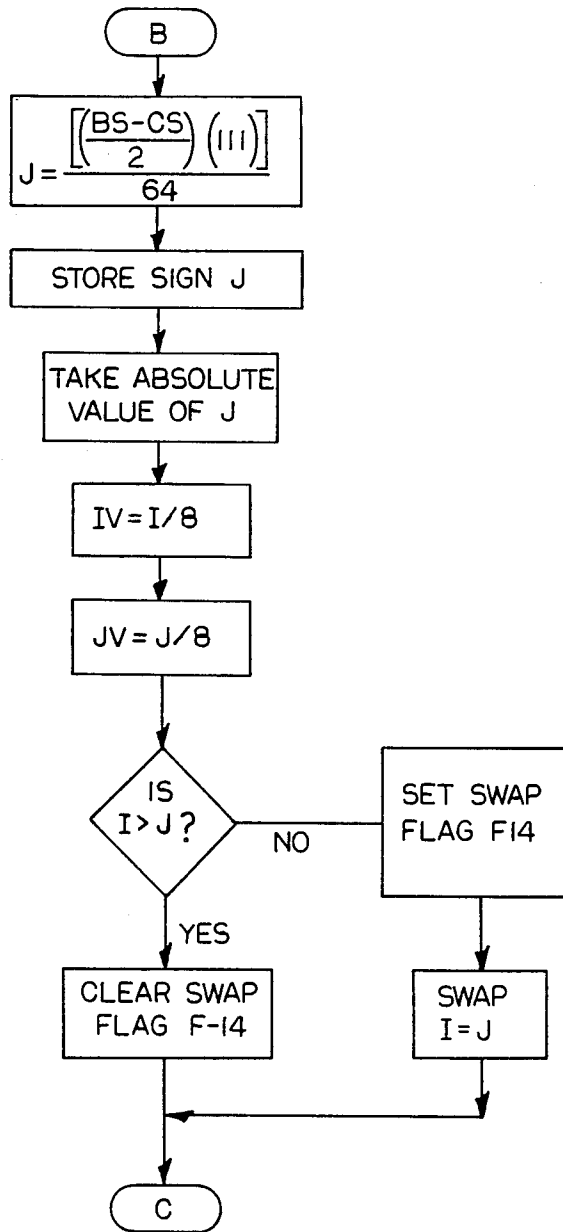 B
J = [((BS-CS)/2) (111)] / 64
STORE SIGN J
TAKE ABSOLUTE
VALUE OF J
IV = I/8
JV = J/8
IS
I > J ?
NO
SET SWAP
FLAG F14
YES
CLEAR SWAP
FLAG F-14
SWAP
I = J
C